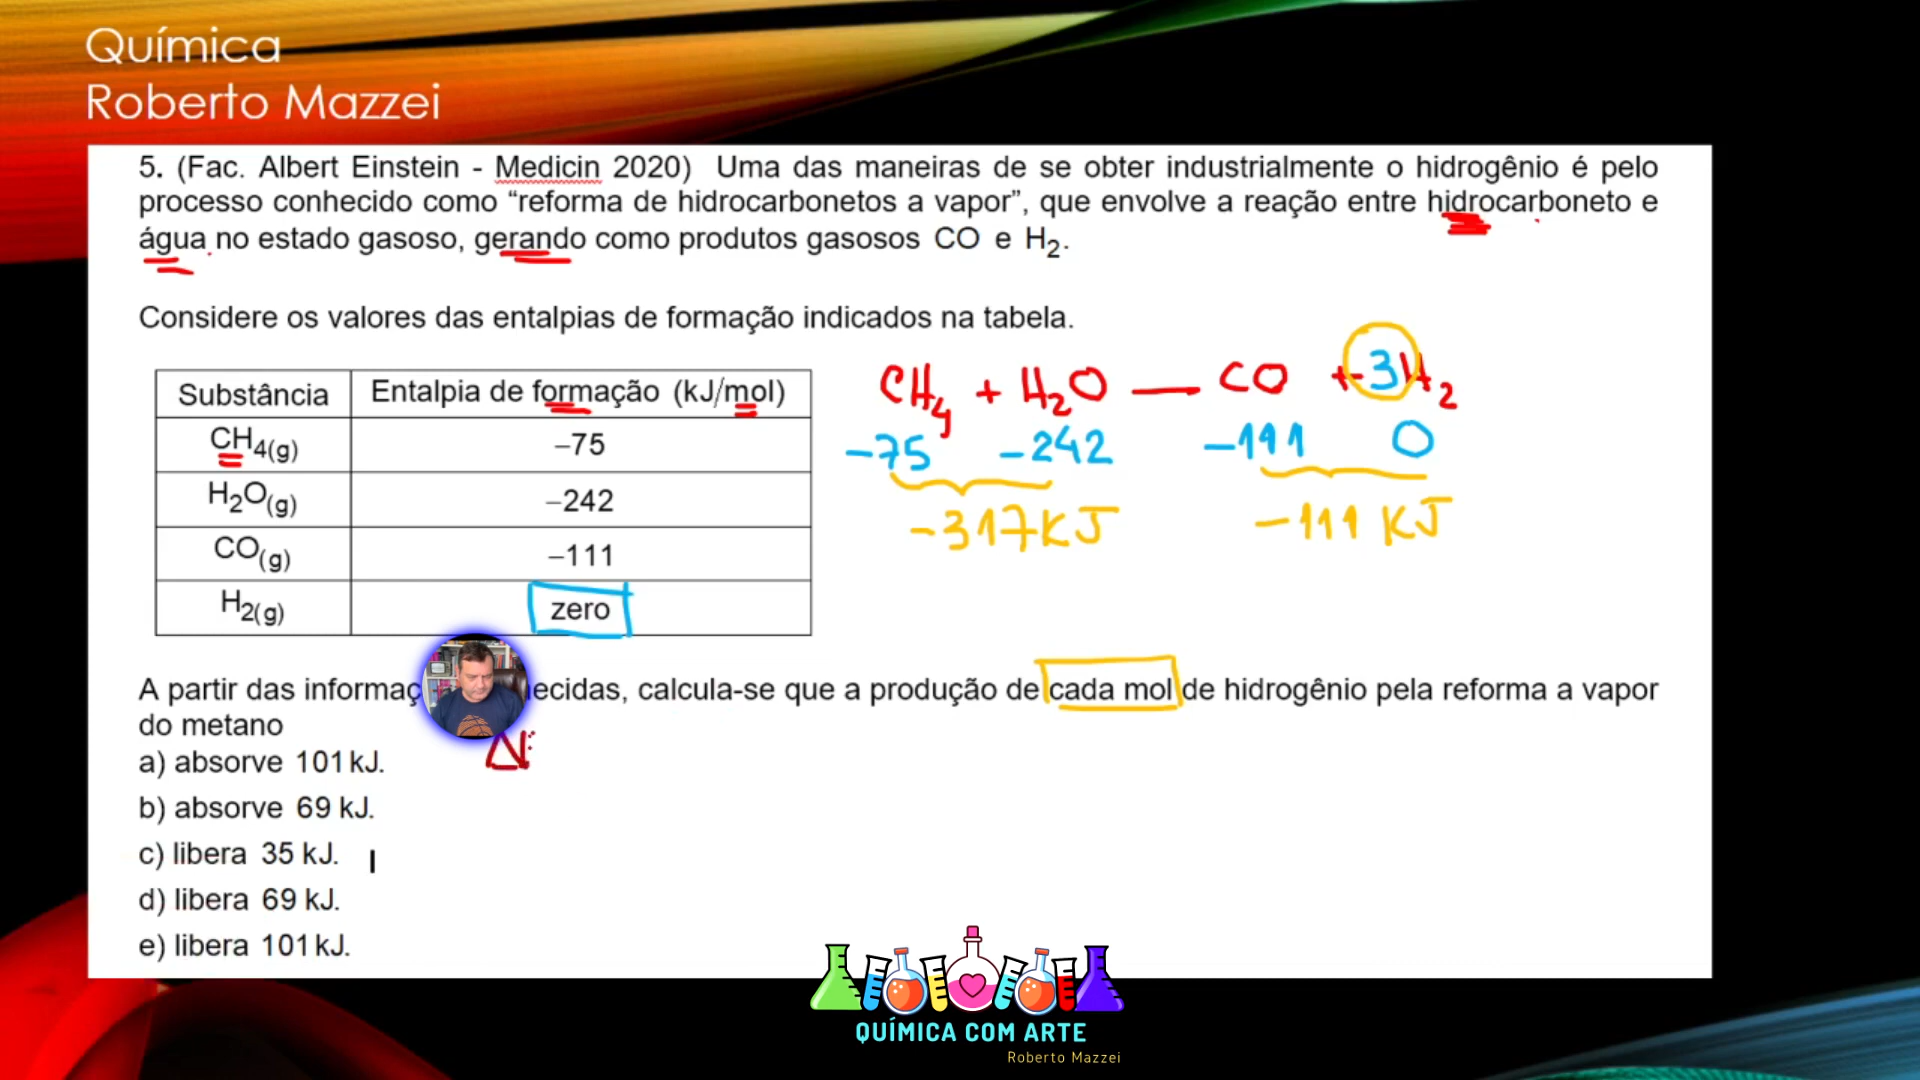 Química
Roberto Mazzei
5. (Fac. Albert Einstein - Medicin 2020) Uma das maneiras de se obter industrialmente o hidrogênio é pelo
processo conhecido como “reforma de hidrocarbonetos a vapor”, que envolve a reação entre hidrocarboneto e
água no estado gasoso, gerando como produtos gasosos CO e H2.
Considere os valores das entalpias de formação indicados na tabela.
Substância Entalpia de formação (kJ/mol)
CH4(g) –75
H2O(g) –242
CO(g) –111
H2(g) zero
CH4 + H2O — CO + 3H2
-75 -242 -111 0
-317KJ -111 KJ
A partir das ecidas, calcula-se que a produção de cada mol de hidrogênio pela reforma a vapor
do metano
a) absorve 101 kJ.
b) absorve 69 kJ.
c) libera 35 kJ.
d) libera 69 kJ.
e) libera 101 kJ.
QUÍMICA COM ARTE
Roberto Mazzei